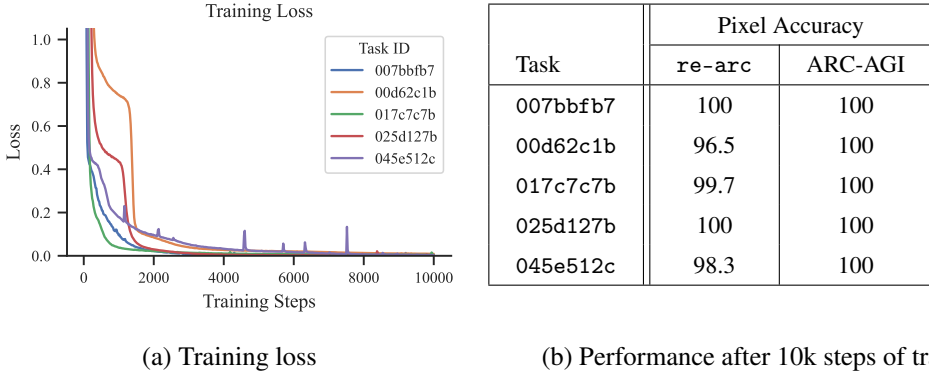 Training Loss
1.0
0.8
0.6
0.4
0.2
0.0
Loss
Task ID
007bbfb7
00d62c1b
017c7c7b
025d127b
045e512c
0
2000
4000
6000
8000
10000
Training Steps
(a) Training loss
Pixel Accuracy
Task re-arc ARC-AGI
007bbfb7 100 100
00d62c1b 96.5 100
017c7c7b 99.7 100
025d127b 100 100
045e512c 98.3 100
(b) Performance after 10k steps of tr